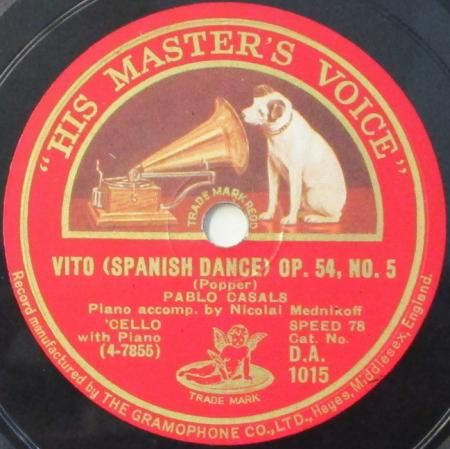 "HIS MASTER'S VOICE"
TRADE MARK REGD
VITO (SPANISH DANCE) OP. 54, NO. 5
(Popper)
PABLO CASALS
Piano accomp. by Nicolai Mednikoff
'CELLO
with Piano
(4-7855)
SPEED 78
Cat. No.
D.A.
1015
TRADE MARK
Record manufactured by THE GRAMOPHONE CO., LTD., Hayes, Middlesex, England.